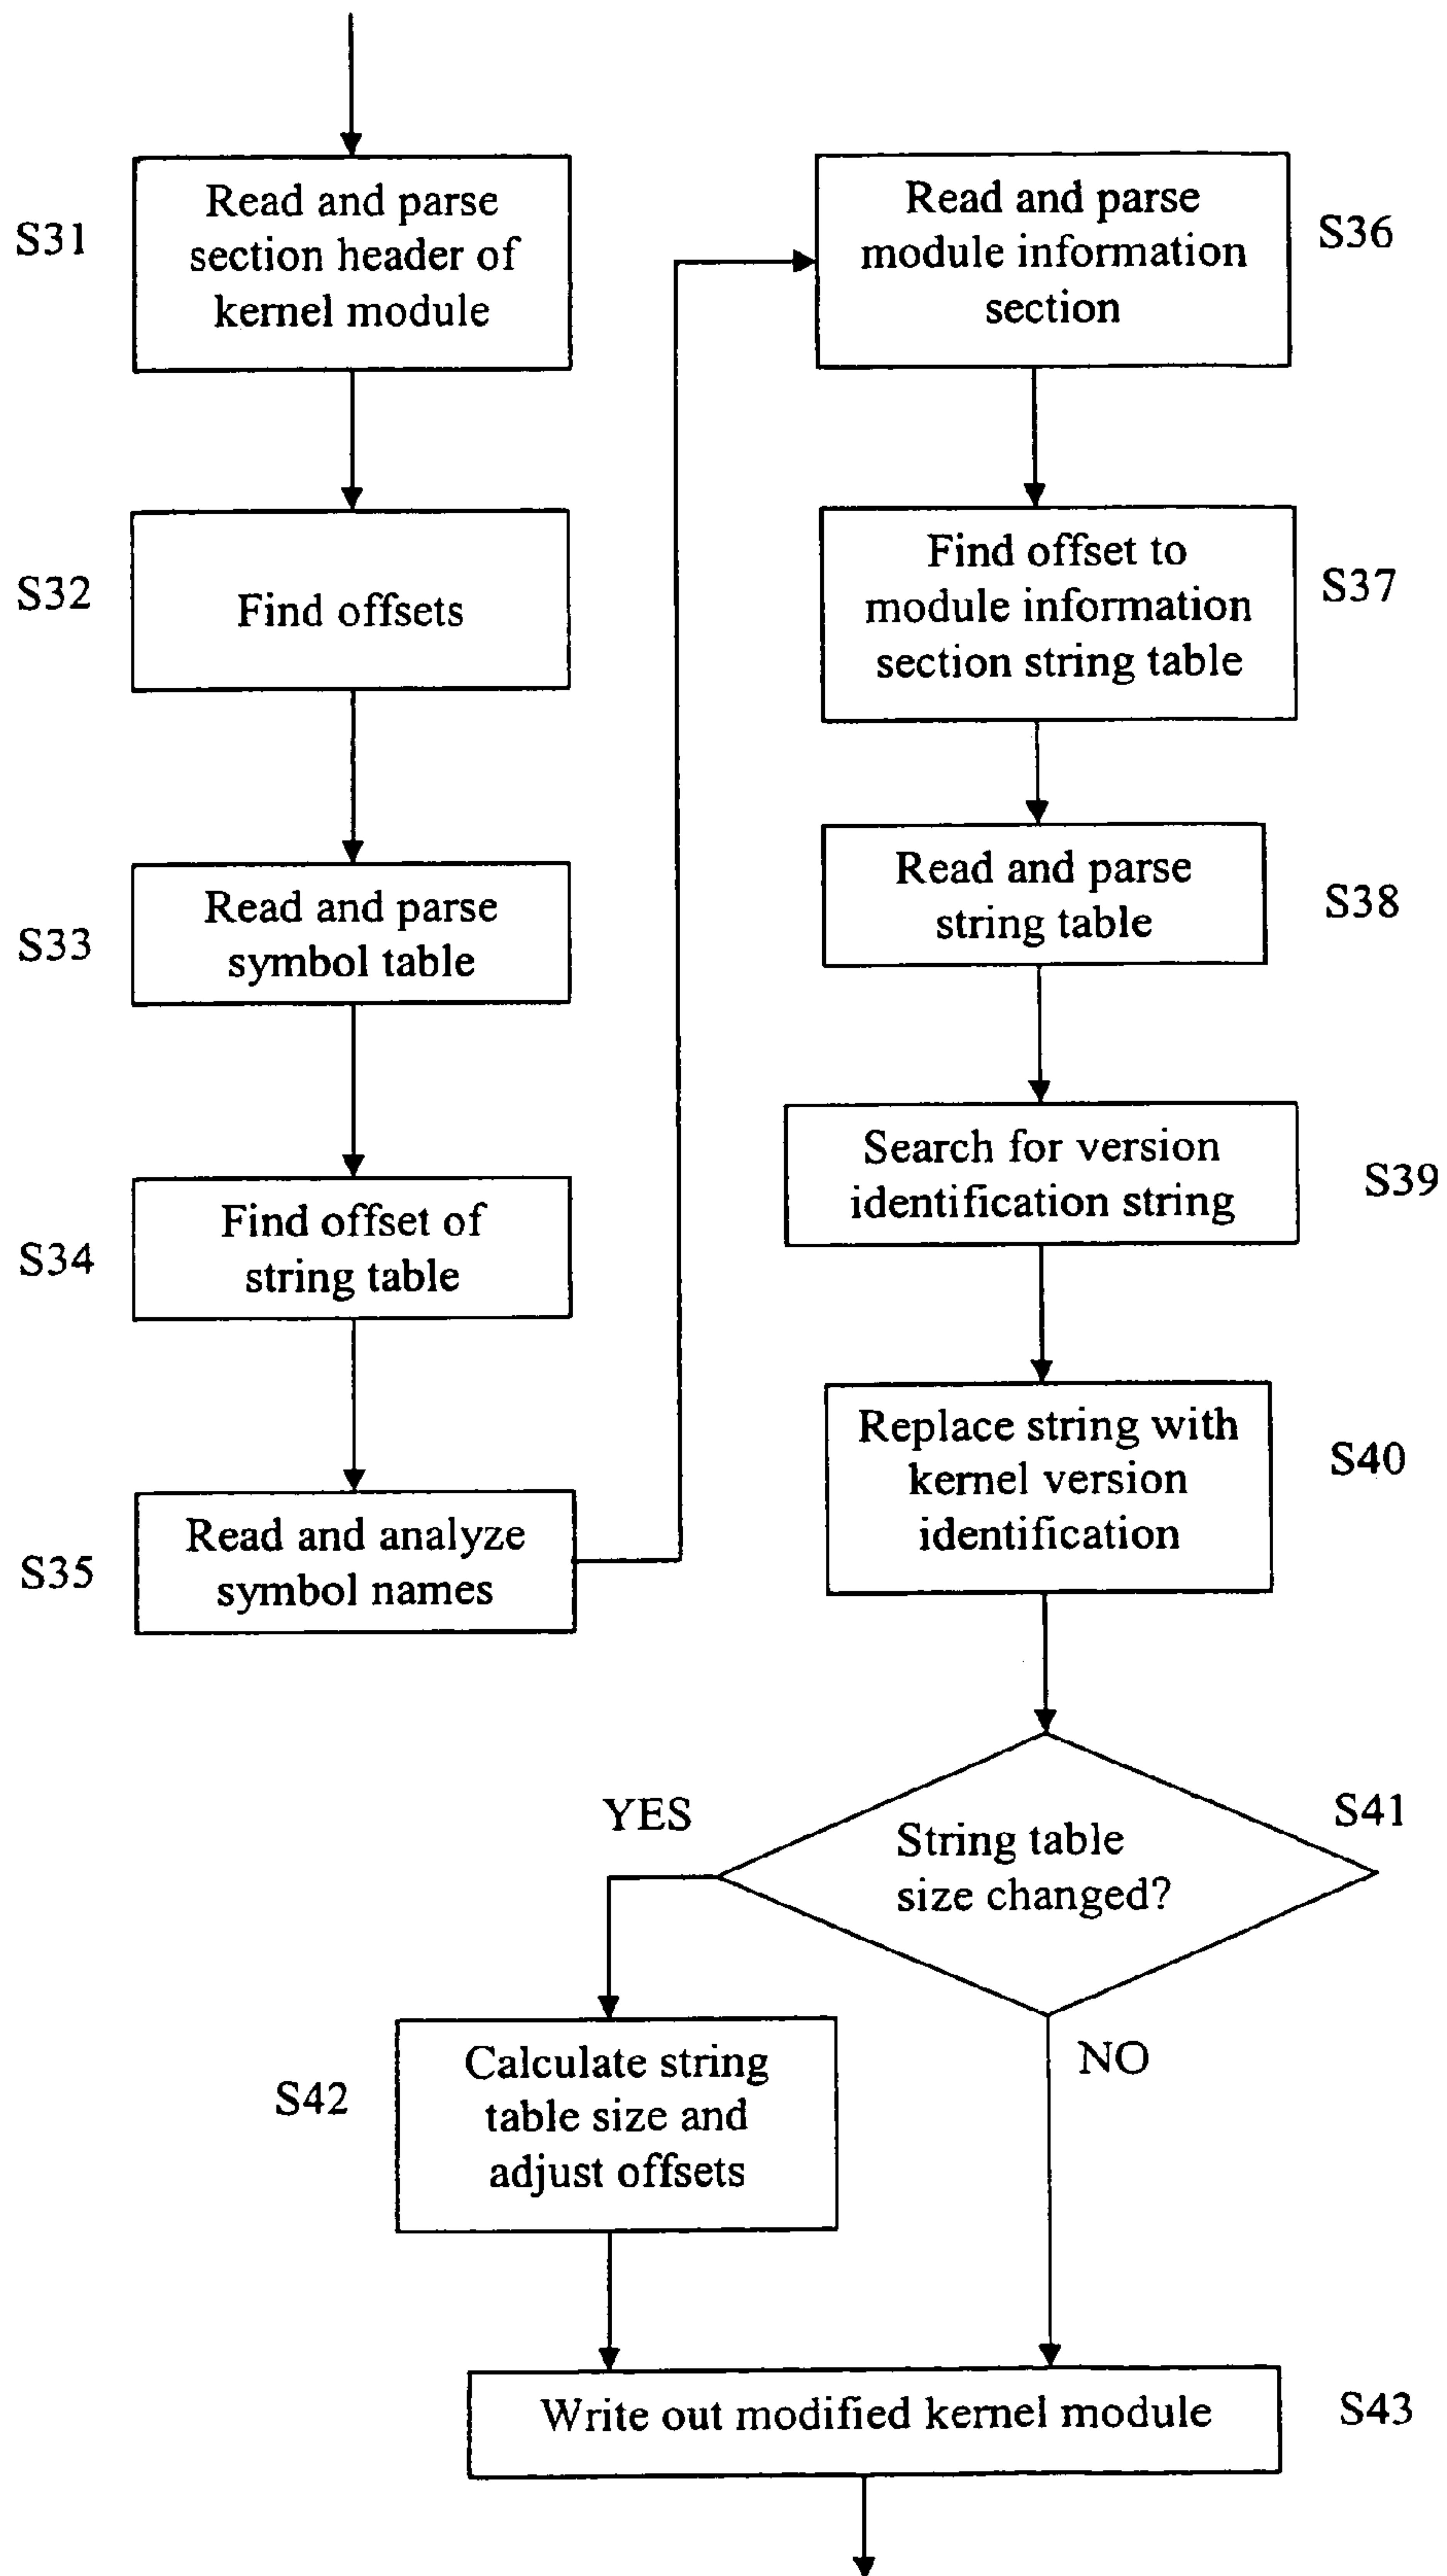 S31
Read and parse
section header of
kernel module
S32
Find offsets
S33
Read and parse
symbol table
S34
Find offset of
string table
S35
Read and analyze
symbol names
Read and parse
module information
section
S36
Find offset to
module information
section string table
S37
Read and parse
string table
S38
Search for version
identification string
S39
Replace string with
kernel version
identification
S40
String table
size changed?
S41
YES
NO
S42
Calculate string
table size and
adjust offsets
Write out modified kernel module
S43